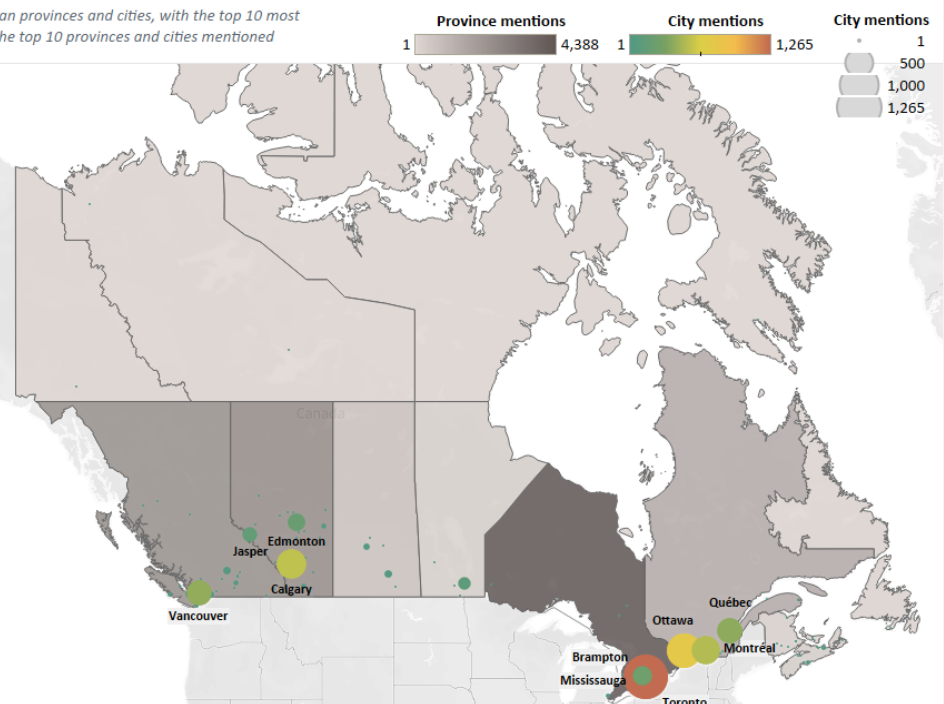 an provinces and cities, with the top 10 most
he top 10 provinces and cities mentioned
Province mentions
1 4,388
City mentions
1 1,265
City mentions
1
500
1,000
1,265
Canada
Edmonton
Jasper
Calgary
Vancouver
Québec
Ottawa
Montréal
Brampton
Mississauga
Toronto